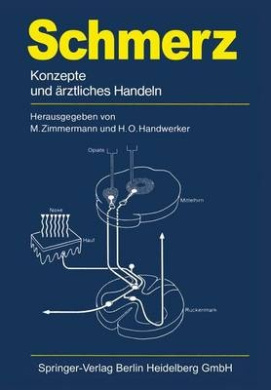 Schmerz
Konzepte
und ärztliches Handeln
Herausgegeben von
M. Zimmermann und H. O. Handwerker
Opiate
Mittelhirn
Noxe
Haut
Rückenmark
Springer-Verlag Berlin Heidelberg GmbH